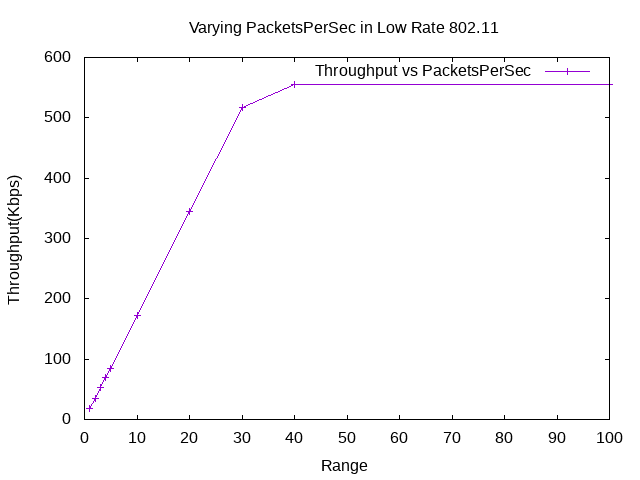 Varying PacketsPerSec in Low Rate 802.11
Throughput vs PacketsPerSec
600
500
400
300
200
100
0
Throughput(Kbps)
0 10 20 30 40 50 60 70 80 90 100
Range